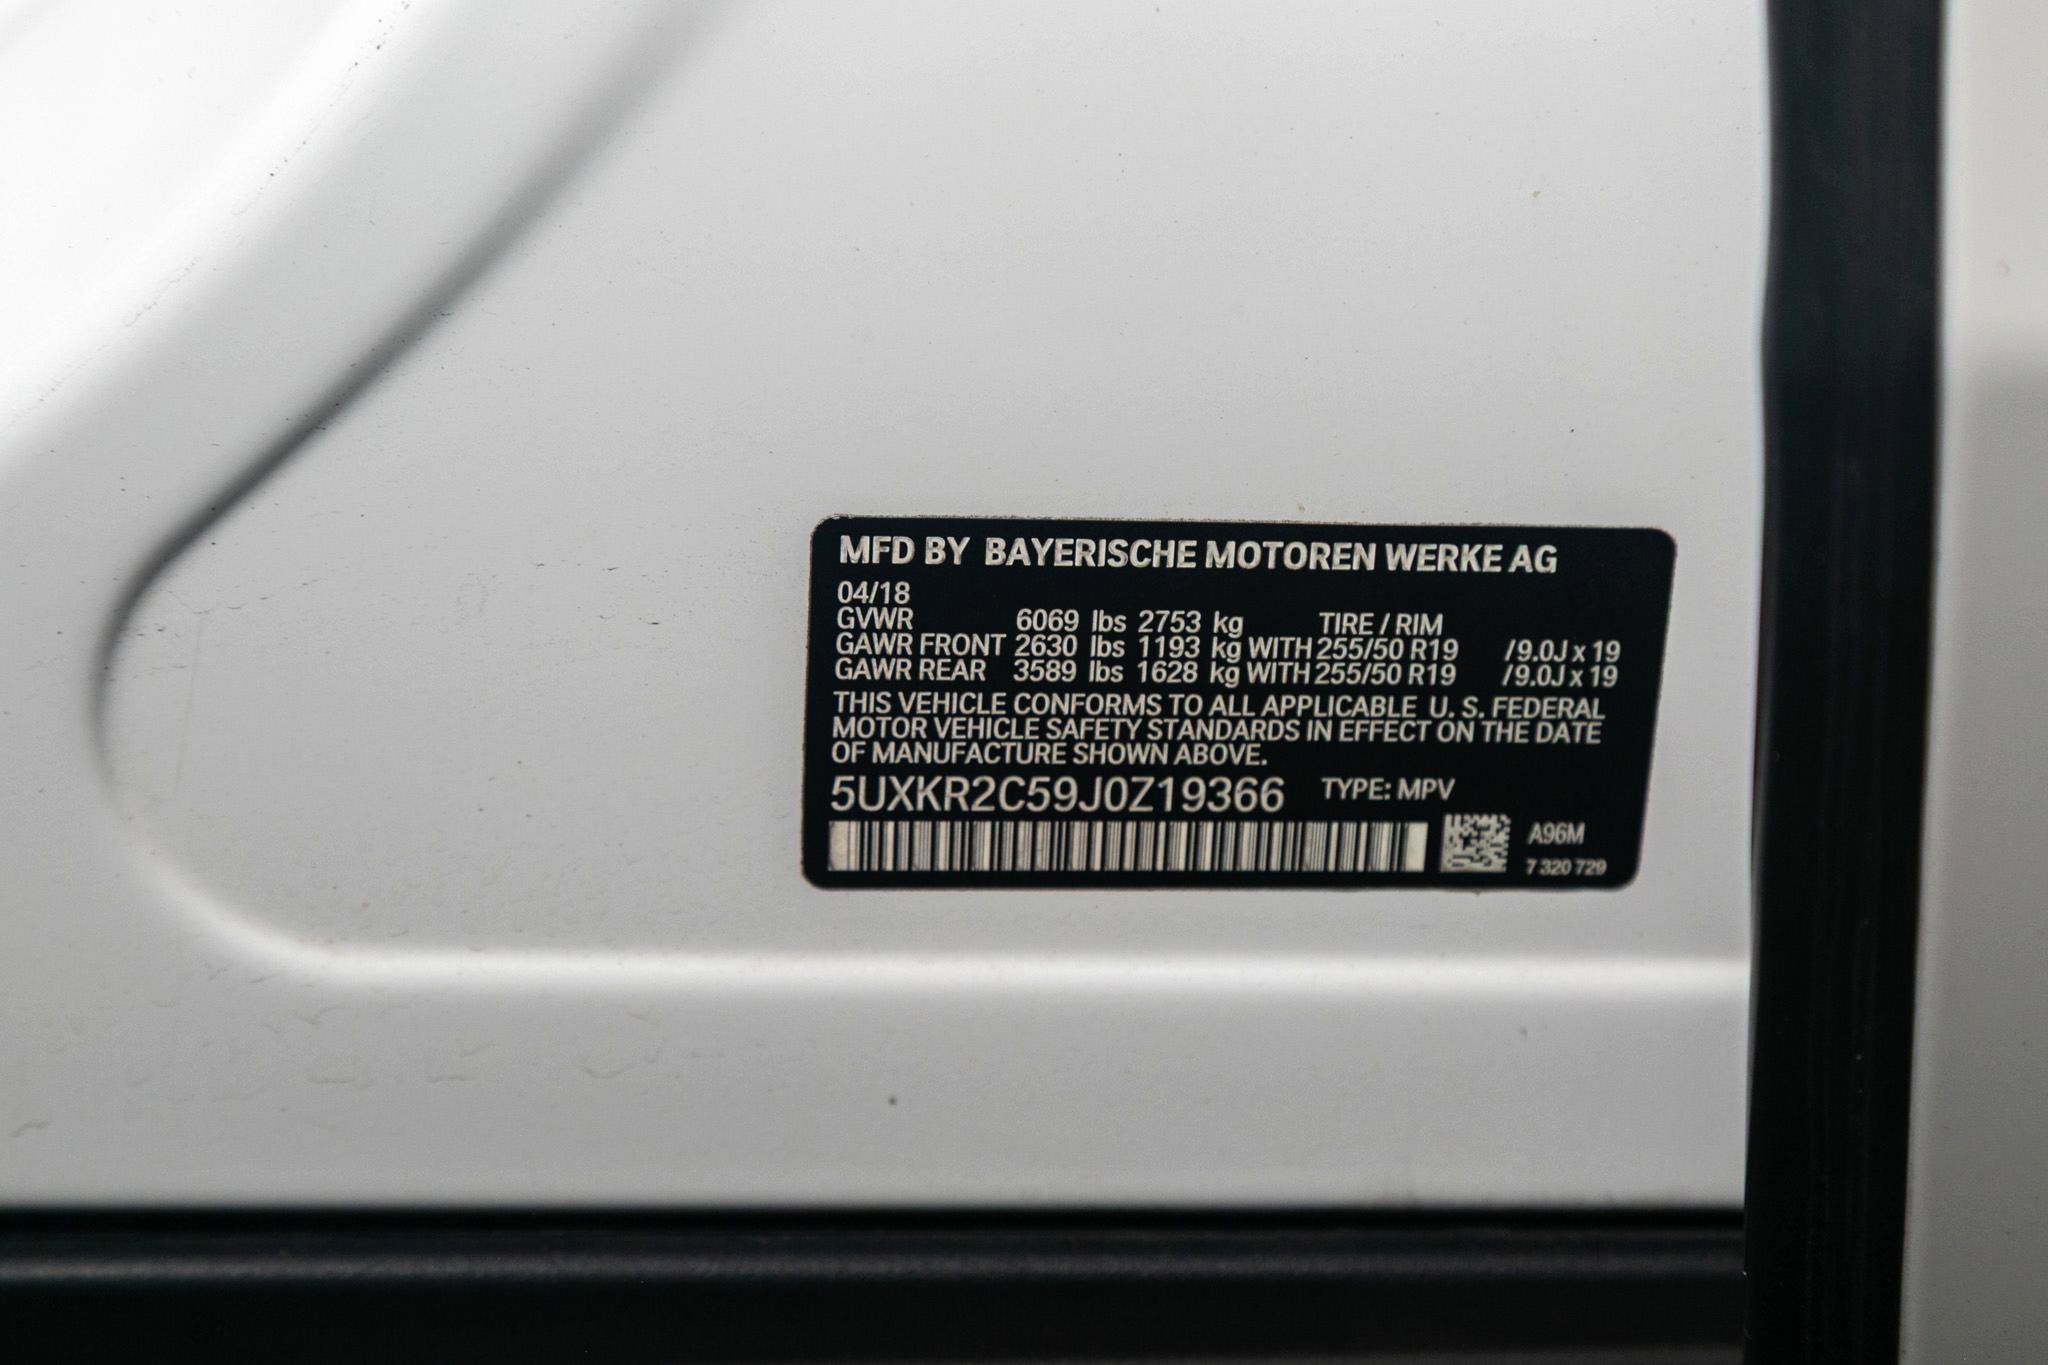 MFD BY BAYERISCHE MOTOREN WERKE AG
04/18
GVWR 6069 lbs 2753 kg TIRE / RIM
GAWR FRONT 2630 lbs 1193 kg WITH 255/50 R19 /9.0J x 19
GAWR REAR 3589 lbs 1628 kg WITH 255/50 R19 /9.0J x 19
THIS VEHICLE CONFORMS TO ALL APPLICABLE U. S. FEDERAL
MOTOR VEHICLE SAFETY STANDARDS IN EFFECT ON THE DATE
OF MANUFACTURE SHOWN ABOVE.
5UXKR2C59J0Z19366 TYPE: MPV
A96M
7 320 729